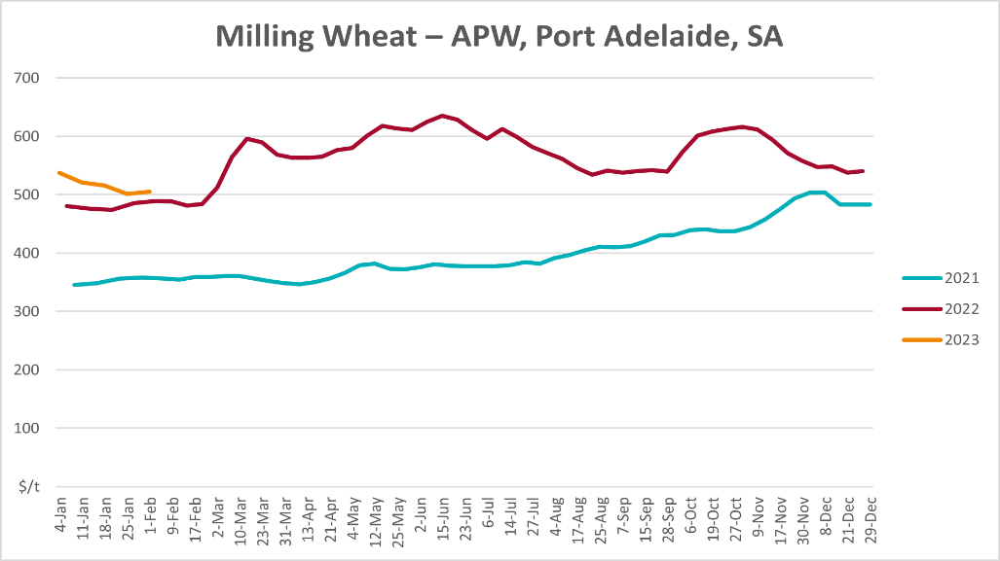 Milling Wheat – APW, Port Adelaide, SA
700
600
500
400
300
200
100
$/t
4-Jan
11-Jan
18-Jan
25-Jan
1-Feb
9-Feb
17-Feb
2-Mar
9-Mar
23-Mar
31-Mar
13-Apr
21-Apr
4-May
12-May
25-May
2-Jun
15-Jun
23-Jun
6-Jul
14-Jul
27-Jul
4-Aug
17-Aug
25-Aug
7-Sep
15-Sep
28-Sep
6-Oct
19-Oct
27-Oct
9-Nov
17-Nov
30-Nov
8-Dec
21-Dec
29-Dec
2021
2022
2023